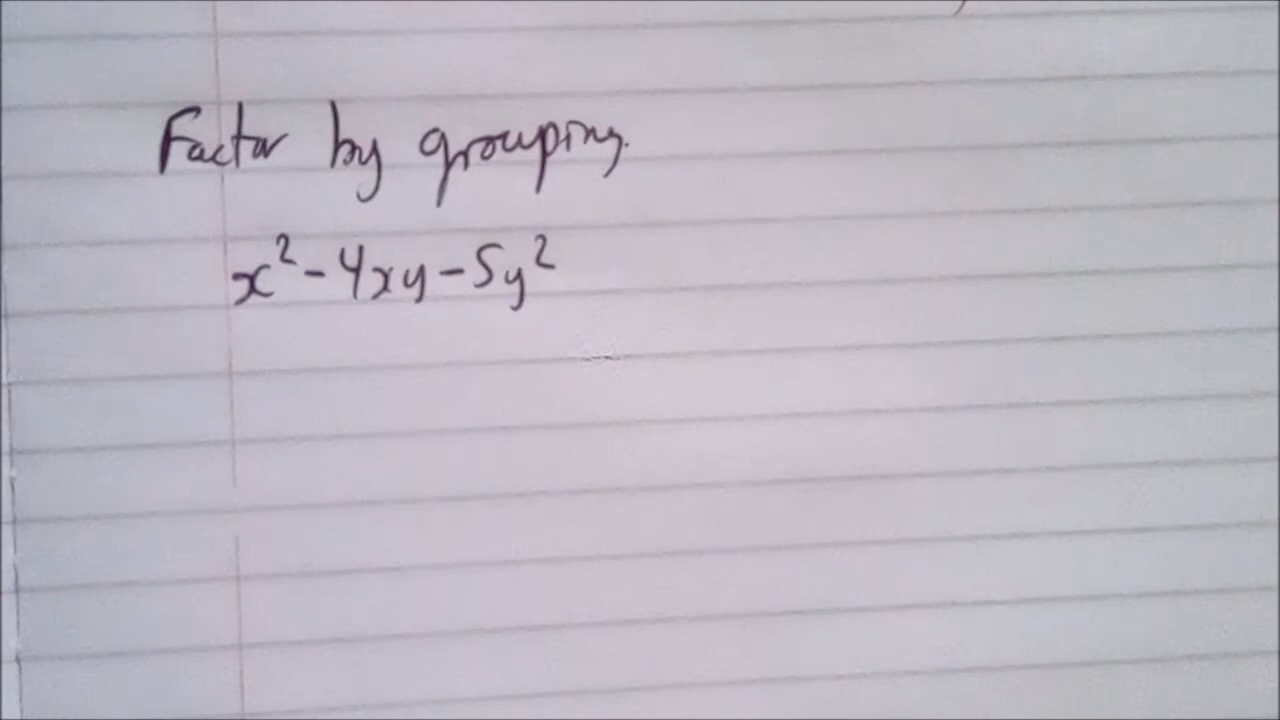 Factor by grouping.
x² - 4xy - 5y²